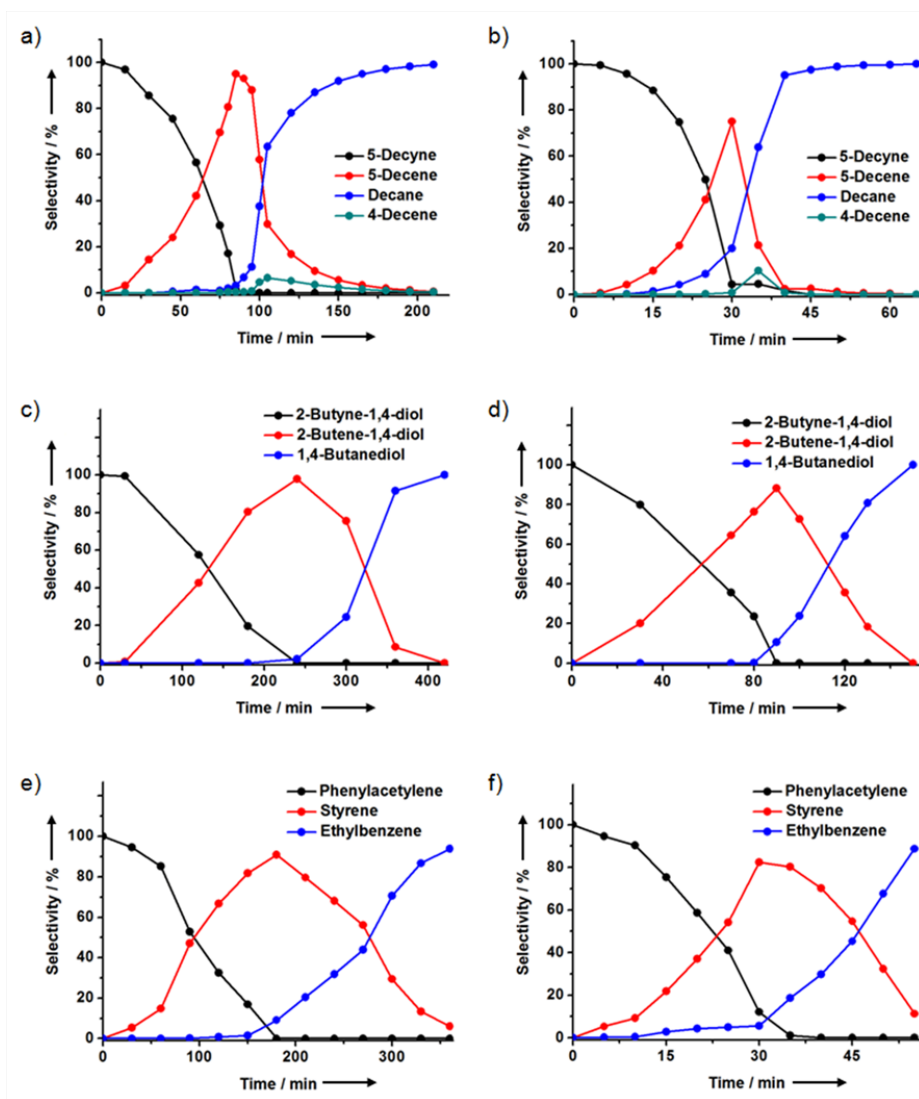 a)
Selectivity / %
100
80
60
40
20
0
5-Decyne
5-Decene
Decane
4-Decene
0 50 100 150 200
Time / min
b)
Selectivity / %
100
80
60
40
20
0
5-Decyne
5-Decene
Decane
4-Decene
0 15 30 45 60
Time / min
c)
Selectivity / %
100
80
60
40
20
0
2-Butyne-1,4-diol
2-Butene-1,4-diol
1,4-Butanediol
0 100 200 300 400
Time / min
d)
Selectivity / %
100
80
60
40
20
0
2-Butyne-1,4-diol
2-Butene-1,4-diol
1,4-Butanediol
0 40 80 120
Time / min
e)
Selectivity / %
100
80
60
40
20
0
Phenylacetylene
Styrene
Ethylbenzene
0 100 200 300
Time / min
f)
Selectivity / %
100
80
60
40
20
0
Phenylacetylene
Styrene
Ethylbenzene
0 15 30 45
Time / min